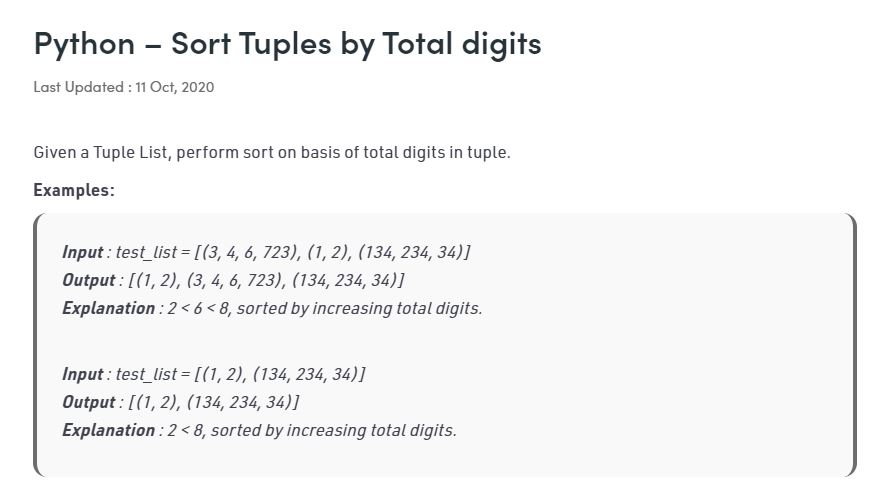 Python – Sort Tuples by Total digits
Last Updated : 11 Oct, 2020
Given a Tuple List, perform sort on basis of total digits in tuple.
Examples:
Input : test_list = [(3, 4, 6, 723), (1, 2), (134, 234, 34)]
Output : [(1, 2), (3, 4, 6, 723), (134, 234, 34)]
Explanation : 2 < 6 < 8, sorted by increasing total digits.
Input : test_list = [(1, 2), (134, 234, 34)]
Output : [(1, 2), (134, 234, 34)]
Explanation : 2 < 8, sorted by increasing total digits.